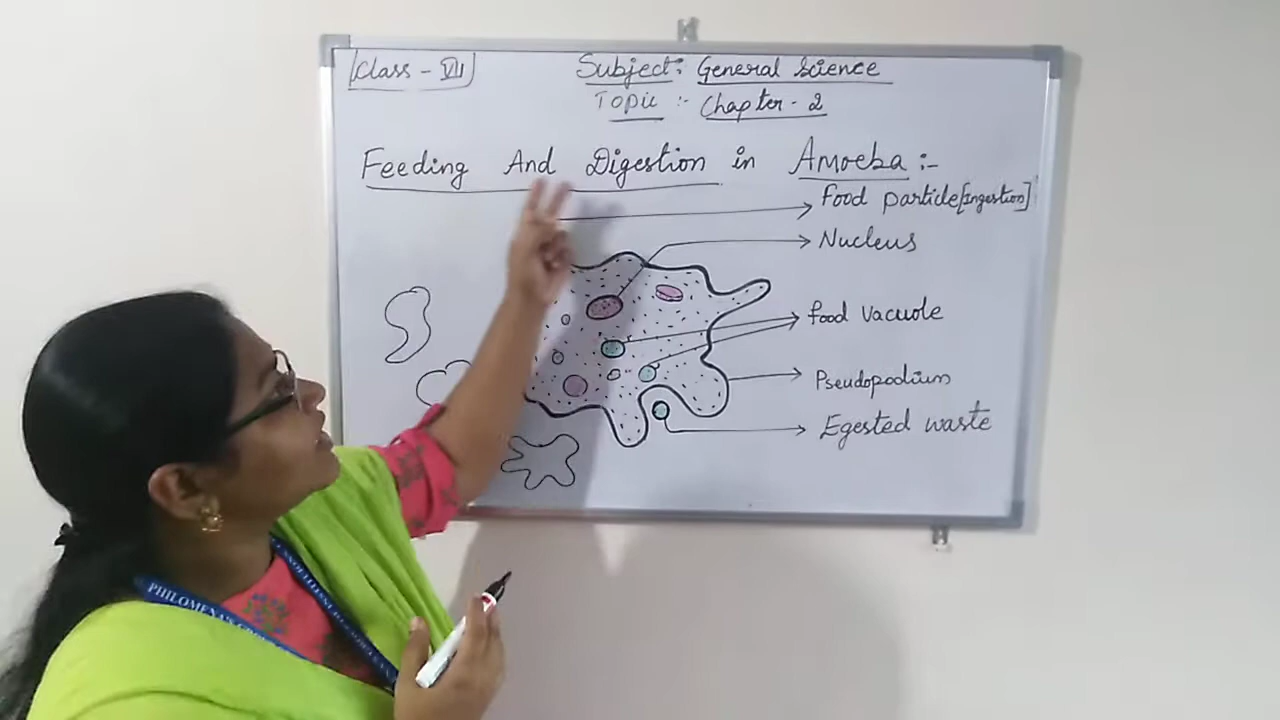 Class - VII
Subject: General Science
Topic :- Chapter - 2
Feeding And Digestion in Amoeba :-
Food particle [Ingestion]
Nucleus
food vacuole
Pseudopodium
Egested waste